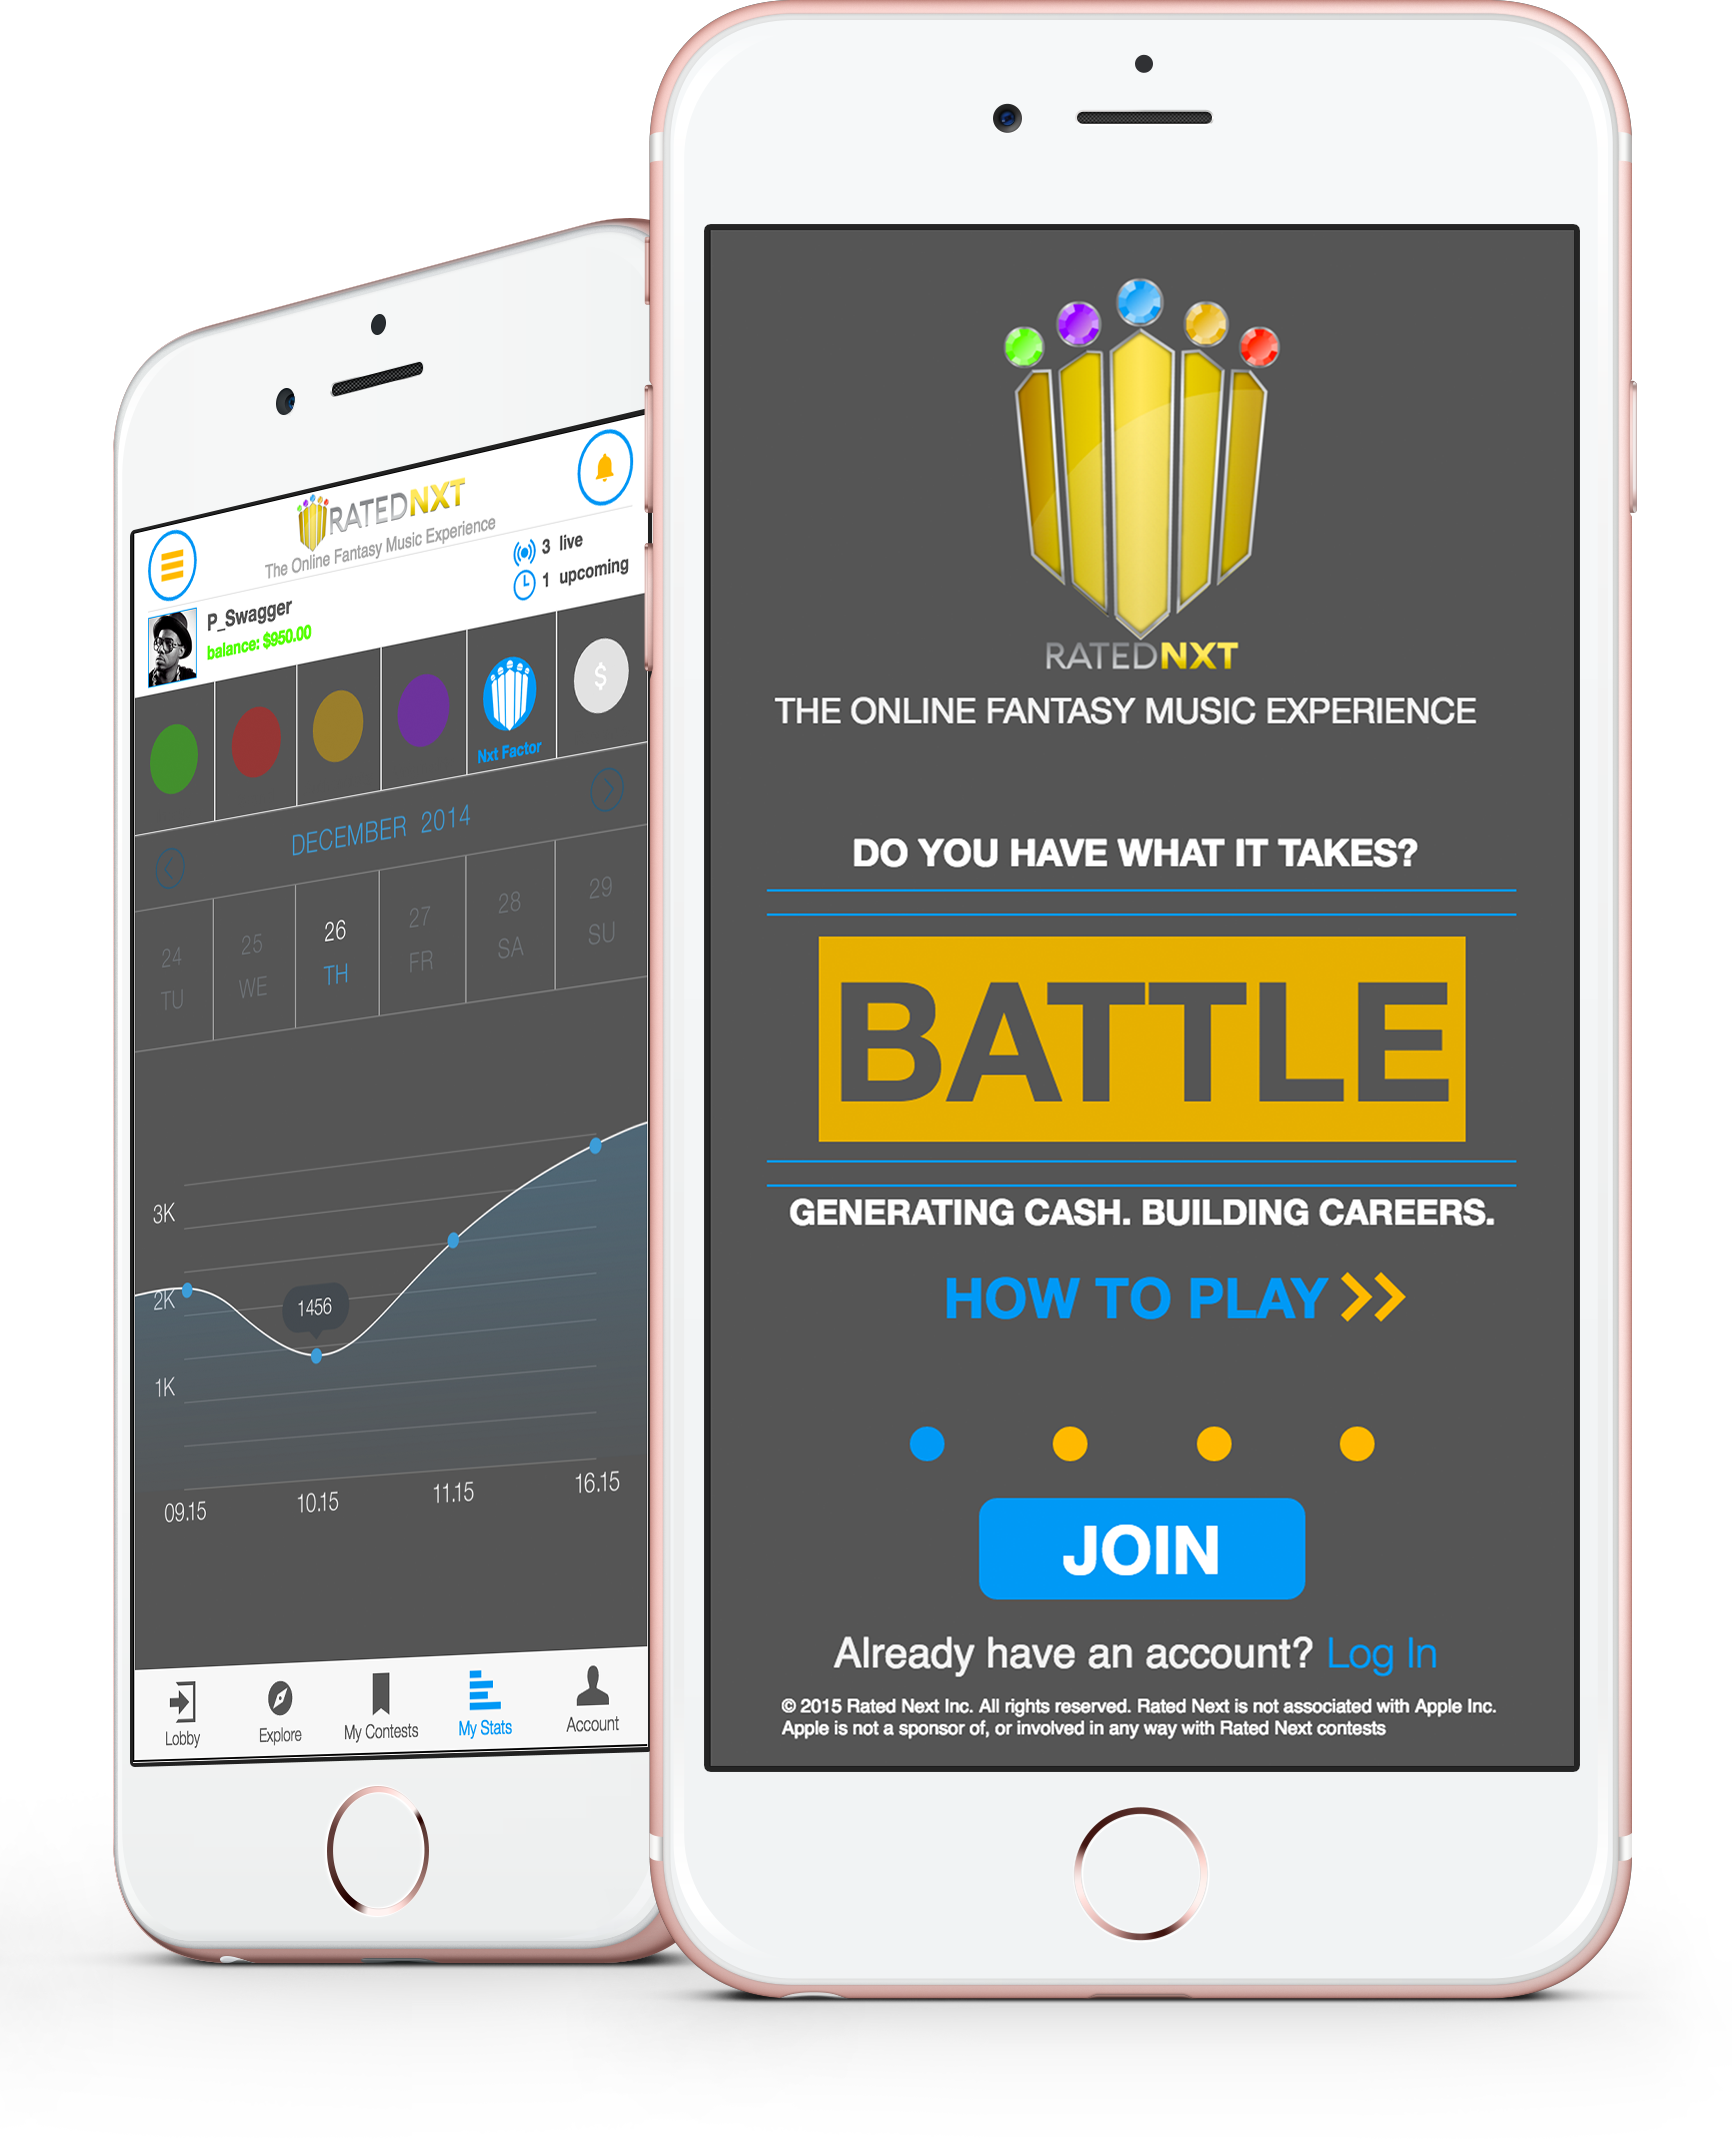 RATEDNXT
The Online Fantasy Music Experience
3 live
1 upcoming
P_Swagger
balance: $950.00
$
Nxt Factor
DECEMBER 2014
24 25 26 27 28 29
TU WE TH FR SA SU
3K
2K
1K
1456
09.15 10.15 11.15 16.15
Lobby Explore My Contests My Stats Account
RATEDNXT
THE ONLINE FANTASY MUSIC EXPERIENCE
DO YOU HAVE WHAT IT TAKES?
BATTLE
GENERATING CASH. BUILDING CAREERS.
HOW TO PLAY
JOIN
Already have an account? Log In
© 2015 Rated Next Inc. All rights reserved. Rated Next is not associated with Apple Inc.
Apple is not a sponsor of, or involved in any way with Rated Next contests